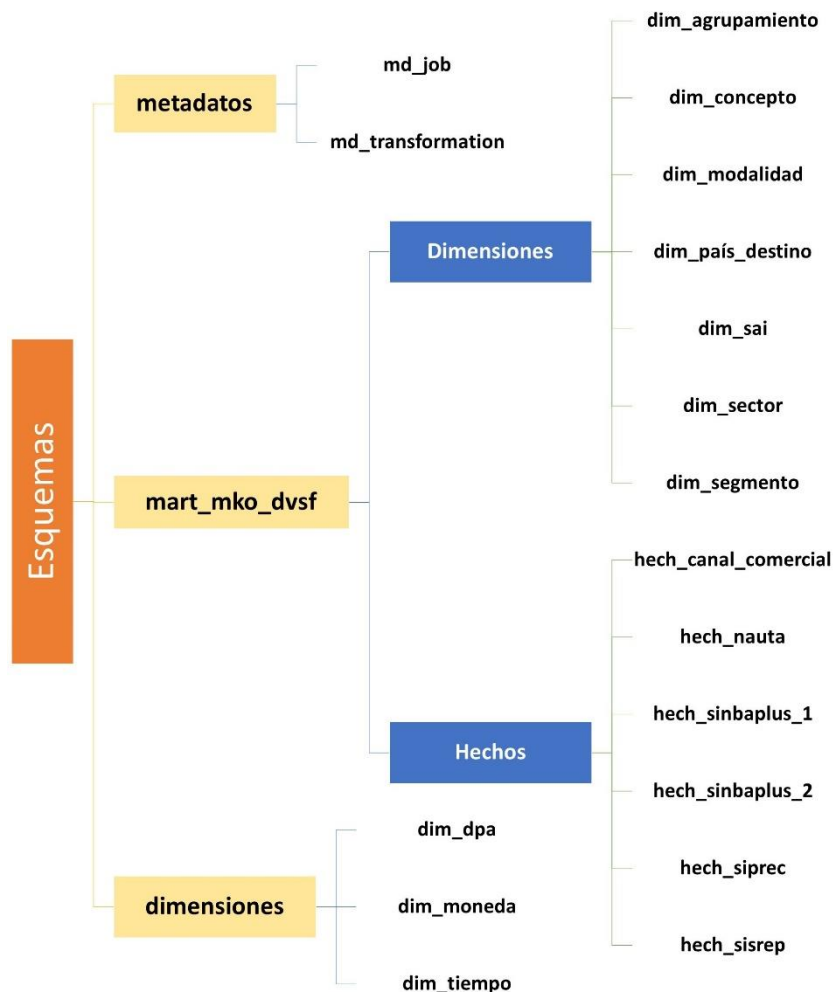 Esquemas
metadatos
md_job
md_transformation
mart_mko_dvsf
Dimensiones
dim_agrupamiento
dim_concepto
dim_modalidad
dim_país_destino
dim_sai
dim_sector
dim_segmento
Hechos
hech_canal_comercial
hech_nauta
hech_sinbaplus_1
hech_sinbaplus_2
hech_siprec
hech_sisrep
dimensiones
dim_dpa
dim_moneda
dim_tiempo